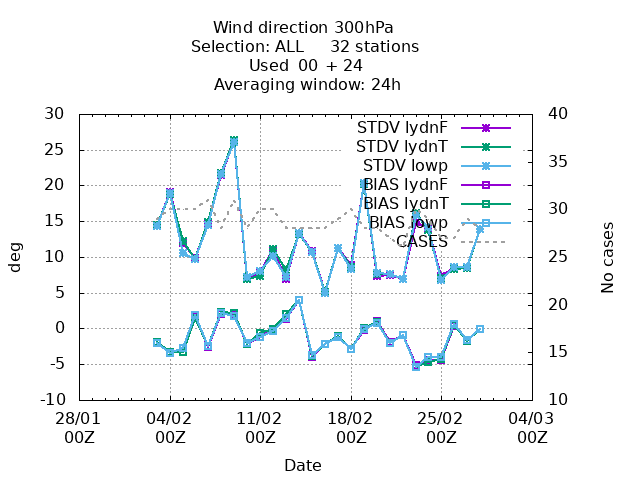 Wind direction 300hPa
Selection: ALL 32 stations
Used 00 + 24
Averaging window: 24h
30 40
STDV lydnF
STDV lydnT
STDV lowp
BIAS lydnF
BIAS lydnT
BIAS lowp
CASES
25 35
20 30
15 25
10
5 20
0
-5 15
-10 10
deg
No cases
28/01 04/02 11/02 18/02 25/02 04/03
00Z 00Z 00Z 00Z 00Z 00Z
Date